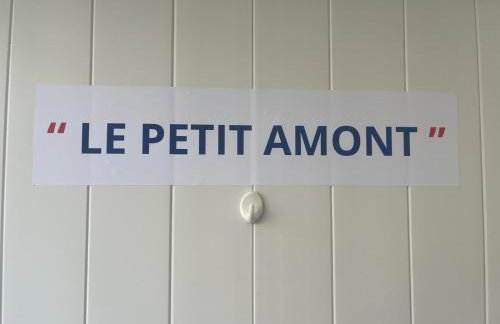 " LE PETIT AMONT "